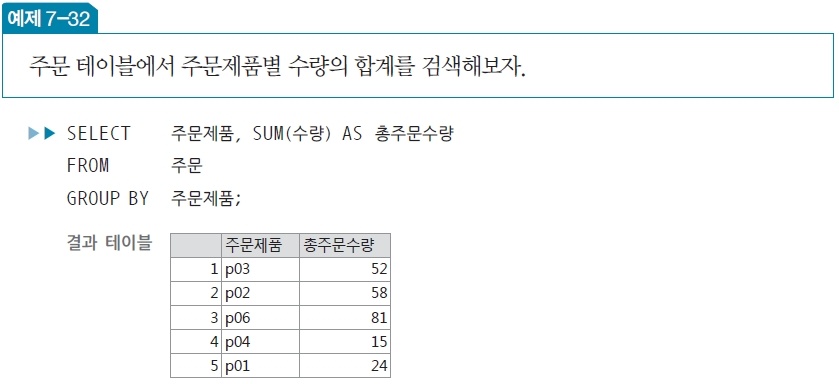 예제 7-32
주문 테이블에서 주문제품별 수량의 합계를 검색해보자.
▶▶ SELECT 주문제품, SUM(수량) AS 총주문수량
FROM 주문
GROUP BY 주문제품;
결과 테이블
주문제품 총주문수량
1 p03 52
2 p02 58
3 p06 81
4 p04 15
5 p01 24